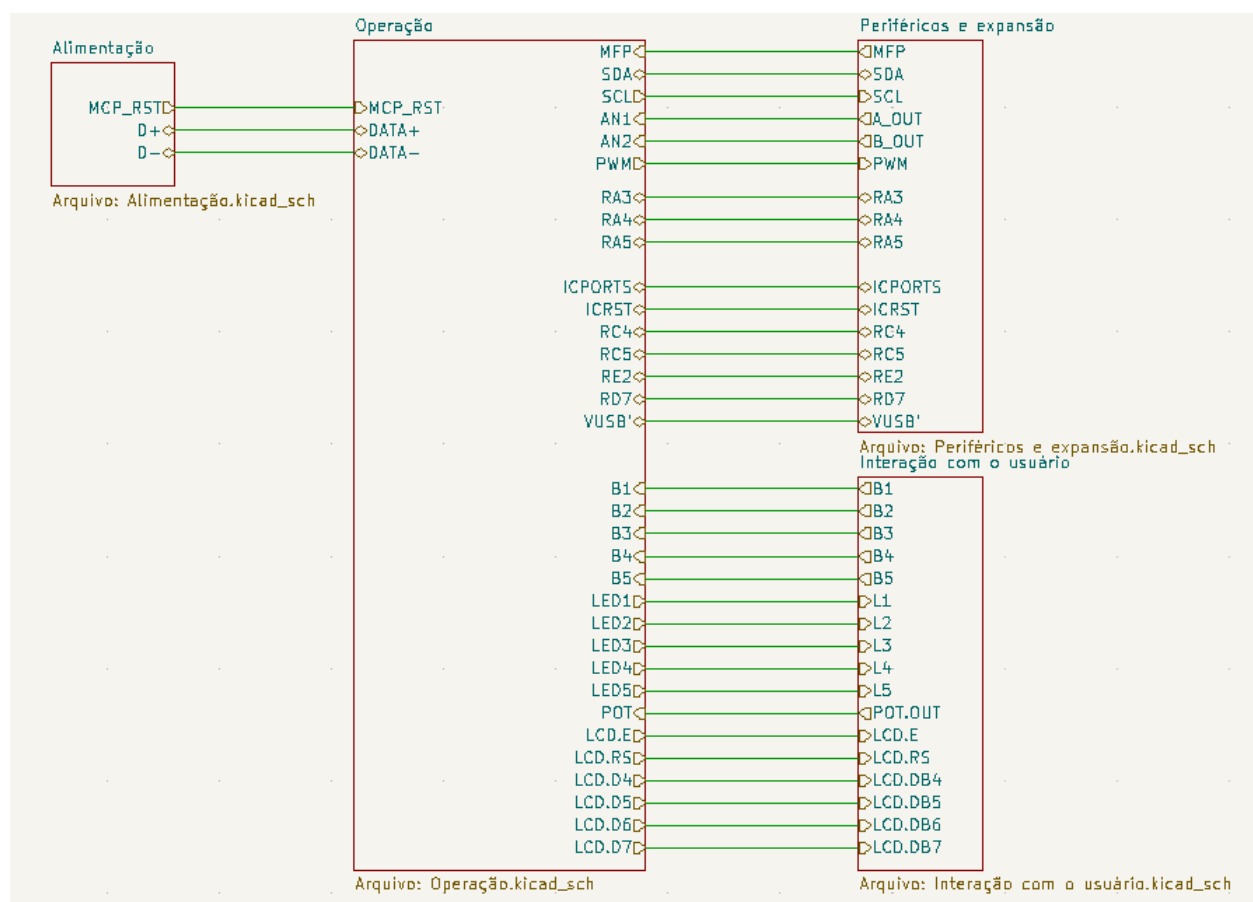 Alimentação
MCP_RST
D+
D-
Arquivo: Alimentação.kicad_sch
Operação
MCP_RST
DATA+
DATA-
MFP
SDA
SCL
AN1
AN2
PWM
RA3
RA4
RA5
ICPORTS
ICRST
RC4
RC5
RE2
RD7
VUSB'
B1
B2
B3
B4
B5
LED1
LED2
LED3
LED4
LED5
POT
LCD.E
LCD.RS
LCD.D4
LCD.D5
LCD.D6
LCD.D7
Arquivo: Operação.kicad_sch
Periféricos e expansão
MFP
SDA
SCL
A_OUT
B_OUT
PWM
RA3
RA4
RA5
ICPORTS
ICRST
RC4
RC5
RE2
RD7
VUSB'
Arquivo: Periféricos e expansão.kicad_sch
Interação com o usuário
B1
B2
B3
B4
B5
L1
L2
L3
L4
L5
POT.OUT
LCD.E
LCD.RS
LCD.DB4
LCD.DB5
LCD.DB6
LCD.DB7
Arquivo: Interação com o usuário.kicad_sch